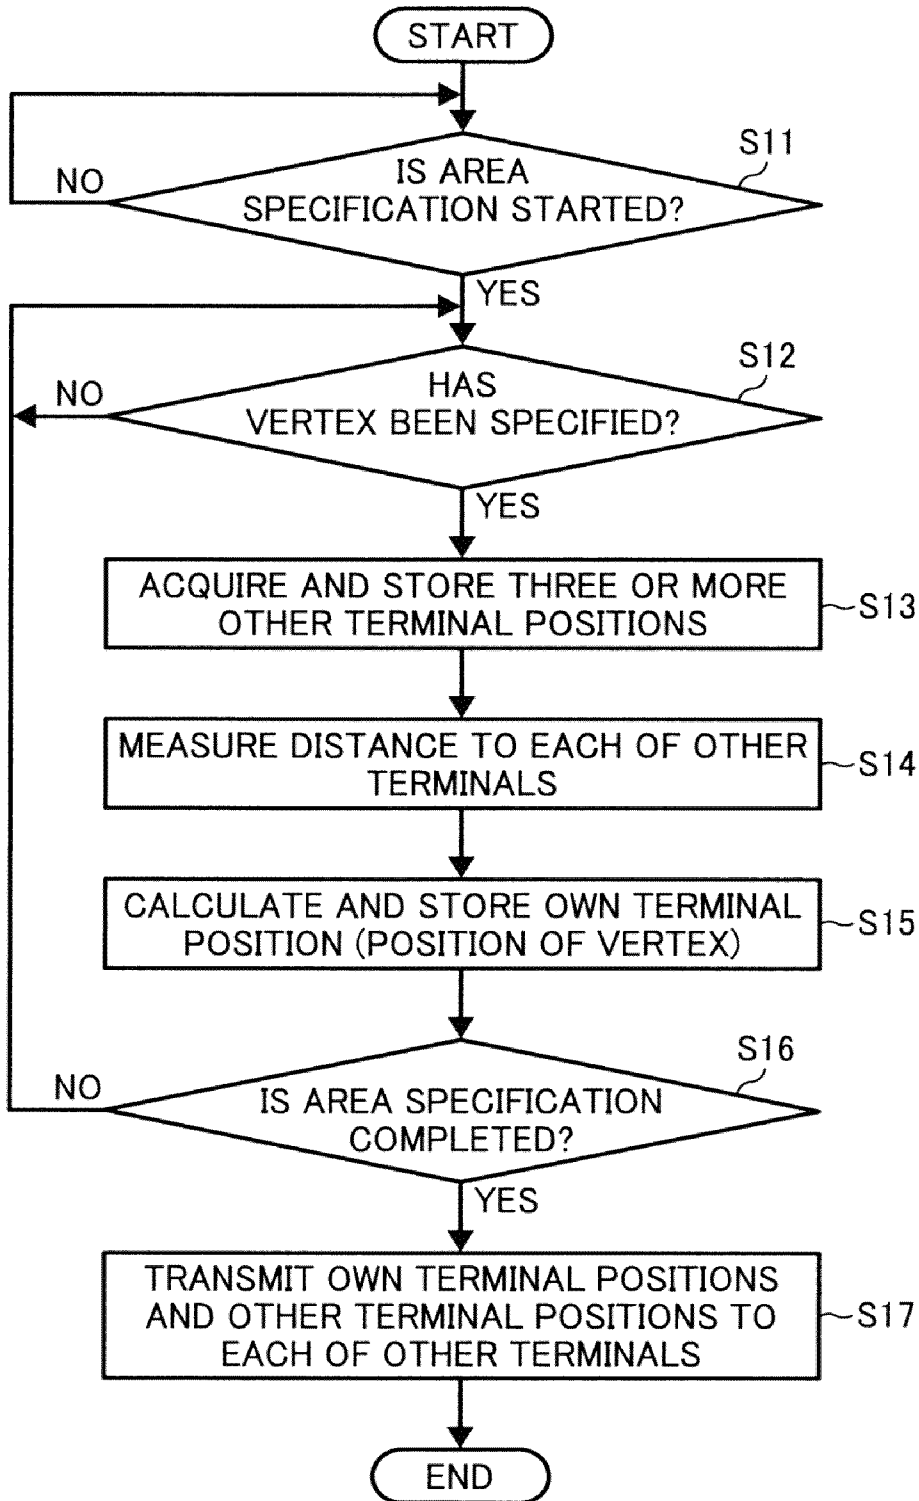 START
S11
IS AREA
NO
SPECIFICATION STARTED?
YES
S12
HAS
NO
VERTEX BEEN SPECIFIED?
YES
ACQUIRE AND STORE THREE OR MORE
OTHER TERMINAL POSITIONS
S13
MEASURE DISTANCE TO EACH OF OTHER
TERMINALS
S14
CALCULATE AND STORE OWN TERMINAL
POSITION (POSITION OF VERTEX)
S15
S16
NO
IS AREA SPECIFICATION
COMPLETED?
YES
TRANSMIT OWN TERMINAL POSITIONS
AND OTHER TERMINAL POSITIONS TO
EACH OF OTHER TERMINALS
S17
END